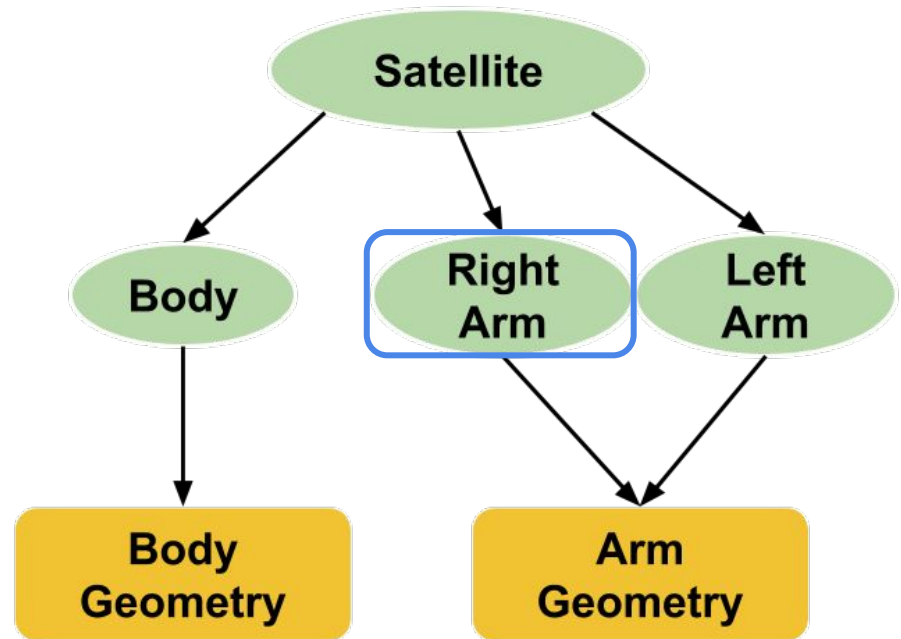 Satellite
Body
Right
Arm
Left
Arm
Body
Geometry
Arm
Geometry